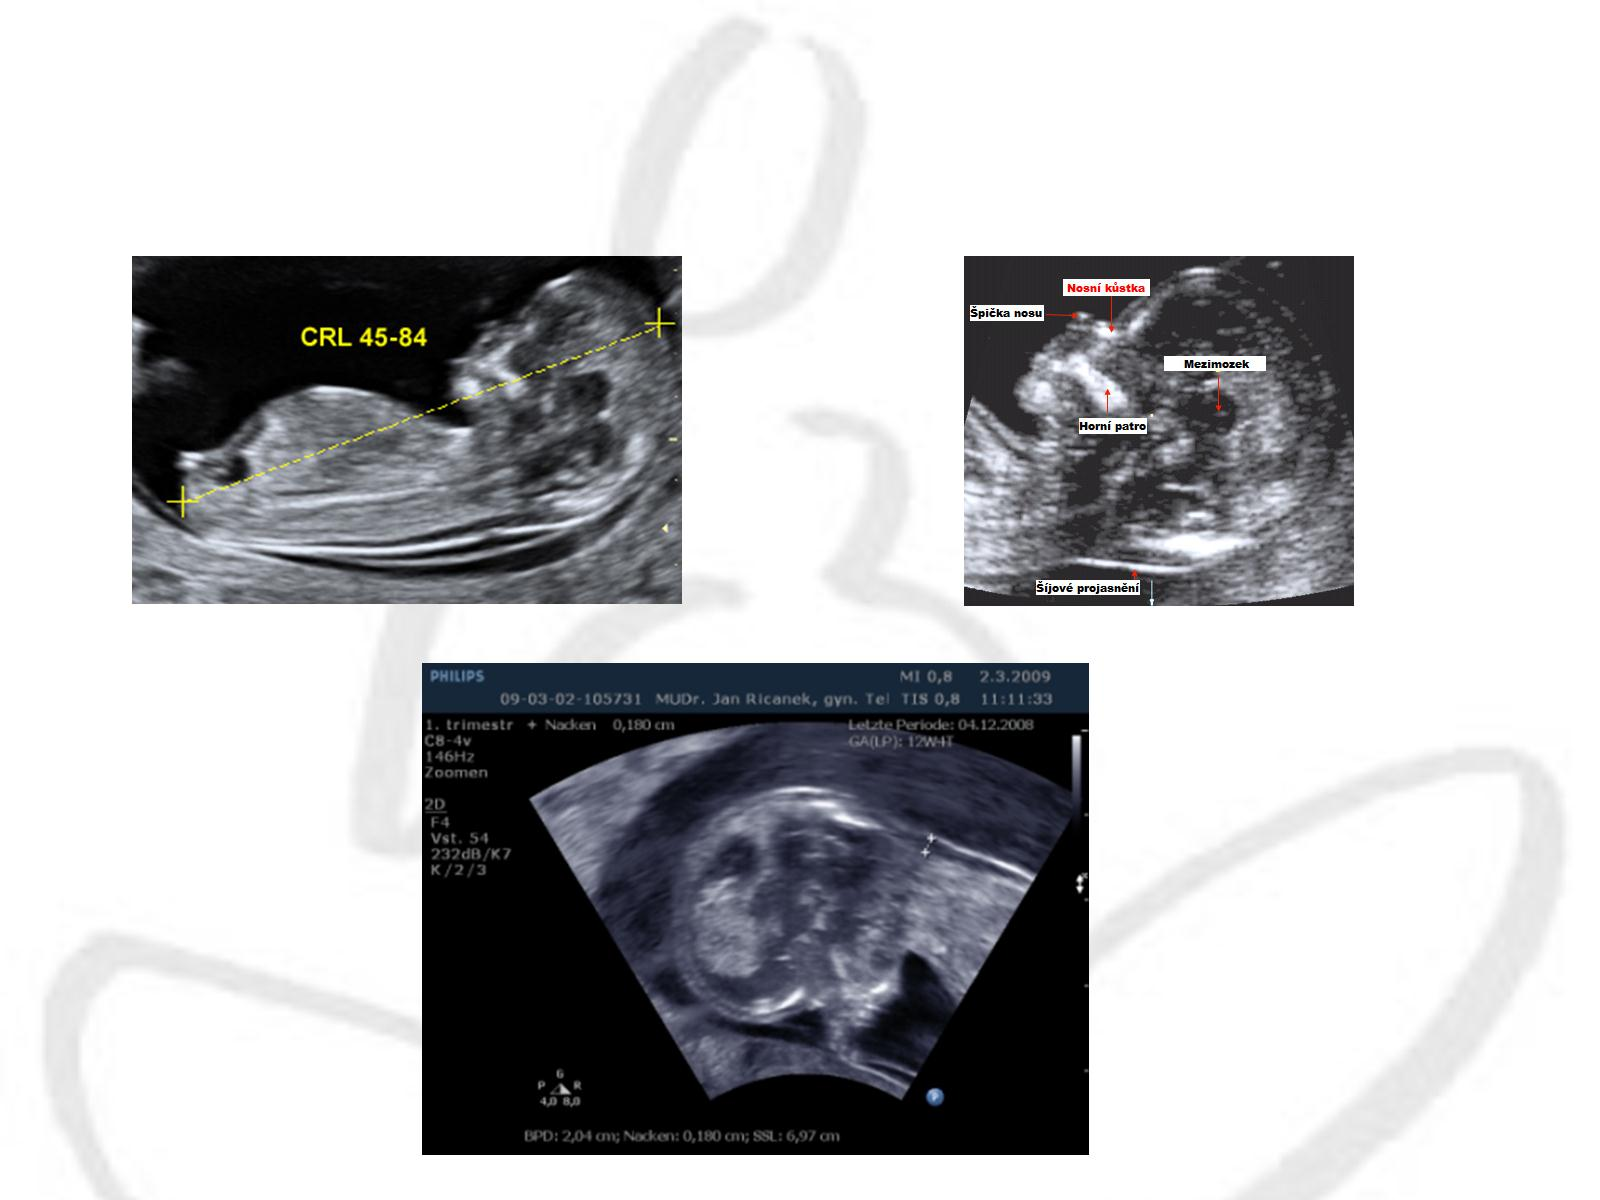 CRL 45-84
Nosní kůstka
Špička nosu
Mezimozek
Horní patro
Šíjové projasnění
PHILIPS
MI 0,8 2.3.2009
09-03-02-105731 MUDr. Jan Ricanek, gyn. Tel TIS 0,8 11:11:33
1. trimestr + Nacken 0,180 cm
Letzte Periode: 04.12.2008
C8-4v
GA(LP): 12W4T
146Hz
Zoomen
2D
F4
Vst. 54
232dB/K7
K/2/3
G
P R
4,0 8,0
BPD: 2,04 cm; Nacken: 0,180 cm; SSL: 6,97 cm